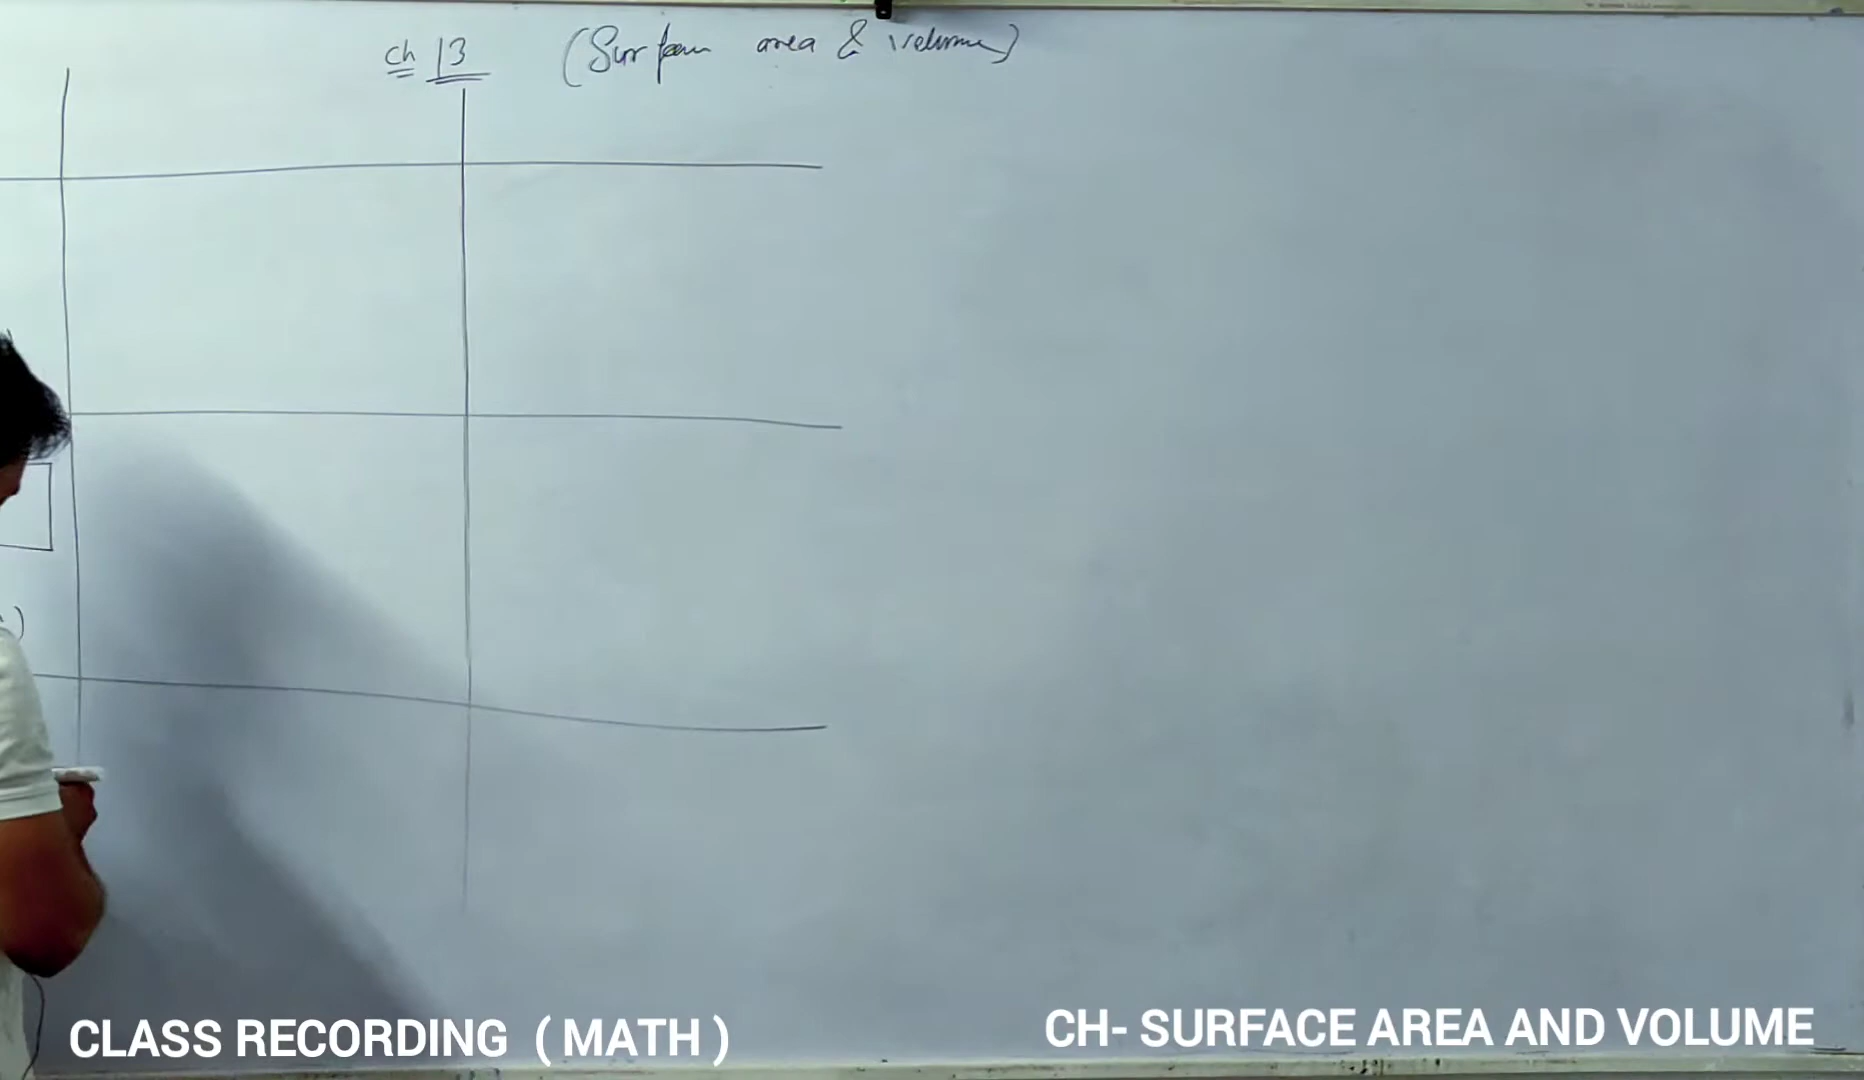 ch 13 (Surface area & volume)
)
CLASS RECORDING ( MATH )
CH- SURFACE AREA AND VOLUME